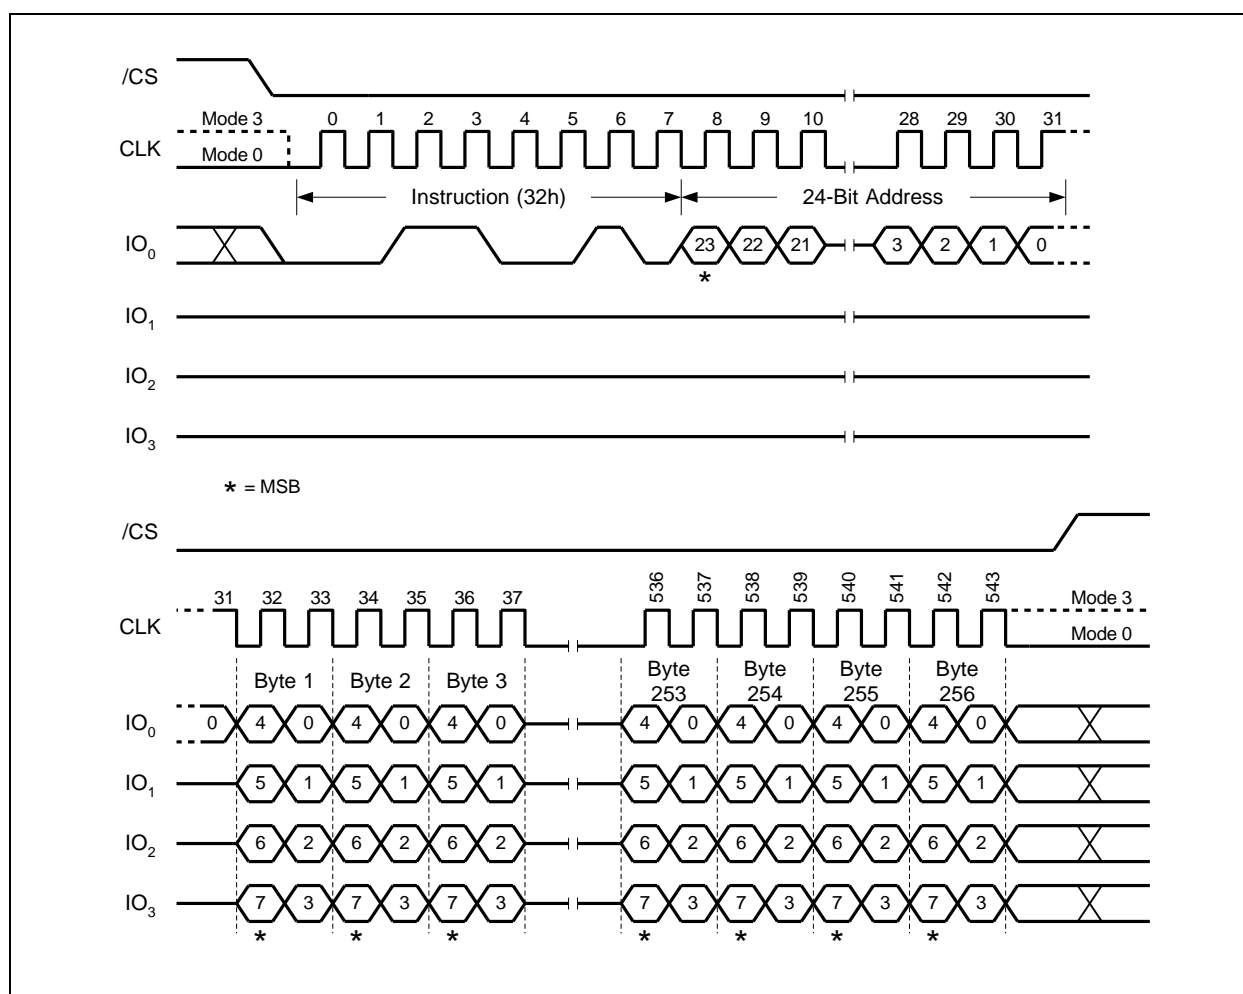 /CS
Mode 3 0 1 2 3 4 5 6 7 8 9 10 28 29 30 31
CLK
Mode 0
Instruction (32h) 24-Bit Address
IO0 23 22 21 3 2 1 0
*
IO1
IO2
IO3
* = MSB
/CS
31 32 33 34 35 36 37 536 537 538 539 540 541 542 543 Mode 3
CLK
Mode 0
Byte 1 Byte 2 Byte 3 Byte 253 Byte 254 Byte 255 Byte 256
IO0 0 4 0 4 0 4 0 4 0 4 0 4 0 4 0
IO1 5 1 5 1 5 1 5 1 5 1 5 1 5 1
IO2 6 2 6 2 6 2 6 2 6 2 6 2 6 2
IO3 7 3 7 3 7 3 7 3 7 3 7 3 7 3
* * * * * * *